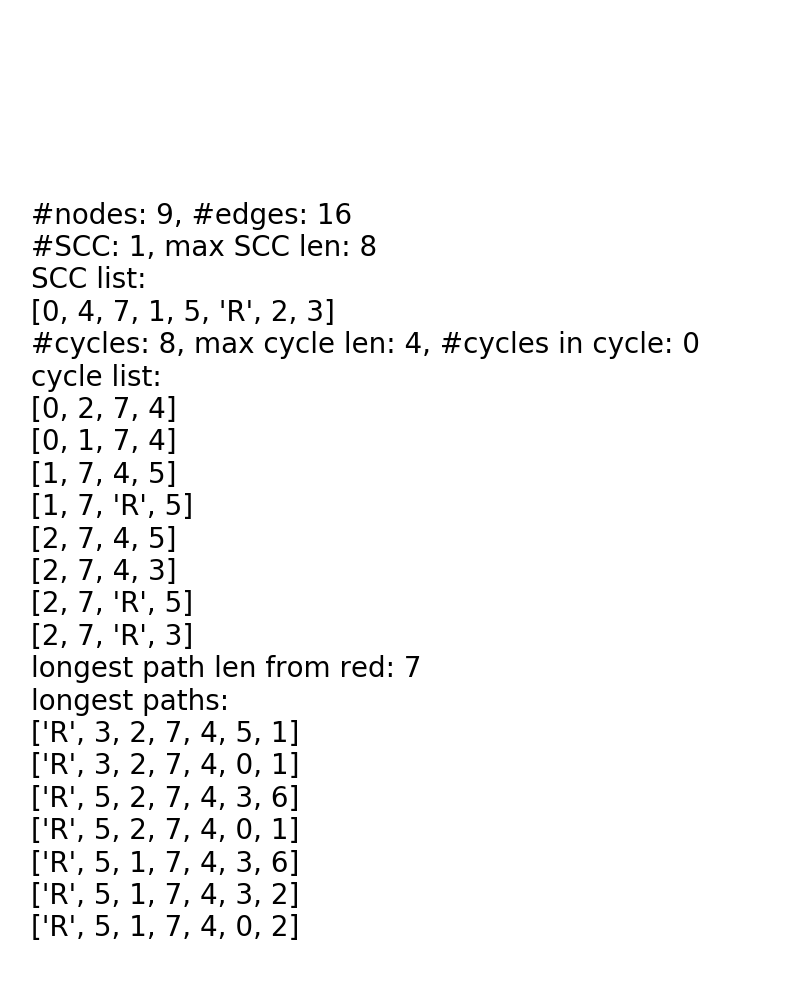 #nodes: 9, #edges: 16
#SCC: 1, max SCC len: 8
SCC list:
[0, 4, 7, 1, 5, 'R', 2, 3]
#cycles: 8, max cycle len: 4, #cycles in cycle: 0
cycle list:
[0, 2, 7, 4]
[0, 1, 7, 4]
[1, 7, 4, 5]
[1, 7, 'R', 5]
[2, 7, 4, 5]
[2, 7, 4, 3]
[2, 7, 'R', 5]
[2, 7, 'R', 3]
longest path len from red: 7
longest paths:
['R', 3, 2, 7, 4, 5, 1]
['R', 3, 2, 7, 4, 0, 1]
['R', 5, 2, 7, 4, 3, 6]
['R', 5, 2, 7, 4, 0, 1]
['R', 5, 1, 7, 4, 3, 6]
['R', 5, 1, 7, 4, 3, 2]
['R', 5, 1, 7, 4, 0, 2]